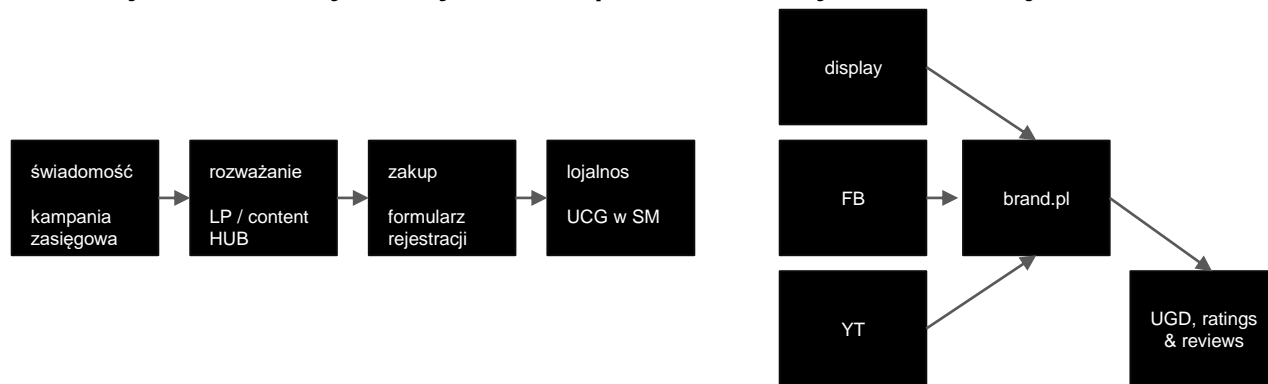 świadomość
kampania
zasięgowa
rozważanie
LP / content
HUB
zakup
formularz
rejestracji
lojalnos
UCG w SM
display
FB
YT
brand.pl
UGD, ratings
& reviews